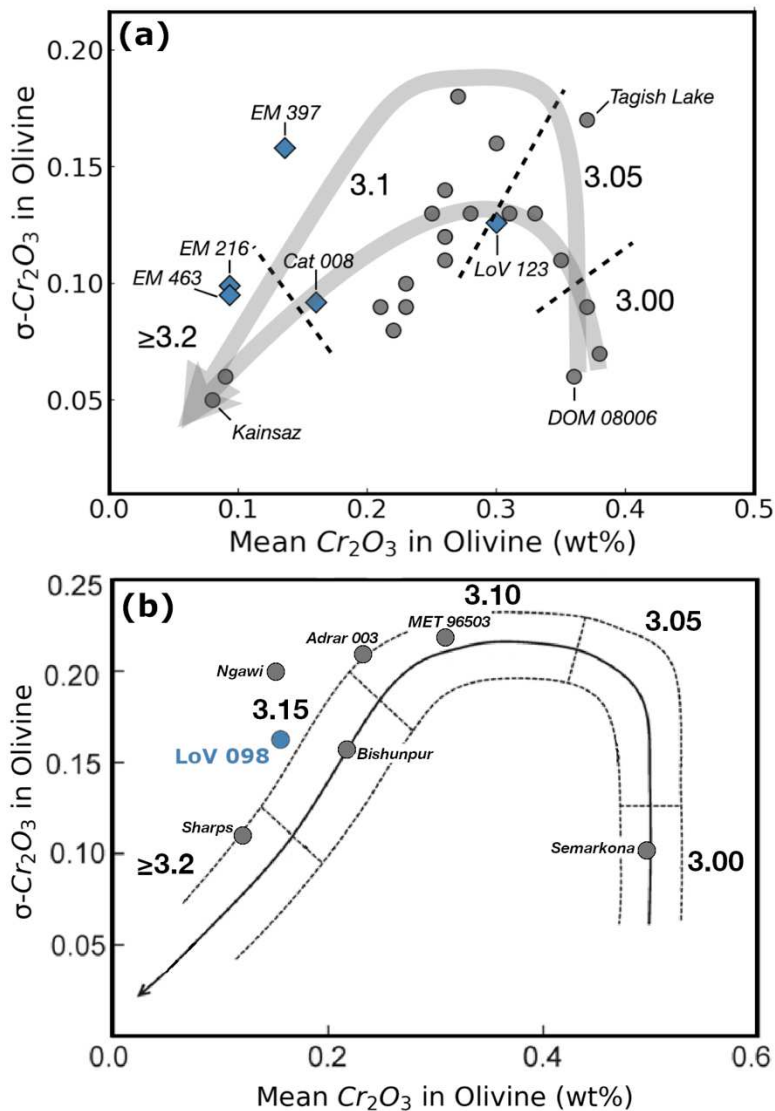 (a)
0.20
0.15
0.10
0.05
σ-Cr₂O₃ in Olivine
EM 397
Tagish Lake
3.1
3.05
EM 216
EM 463
Cat 008
LoV 123
3.00
≥3.2
Kainsaz
DOM 08006
0.0 0.1 0.2 0.3 0.4 0.5
Mean Cr₂O₃ in Olivine (wt%)
(b)
0.25
0.20
0.15
0.10
0.05
0.0
σ-Cr₂O₃ in Olivine
3.10
MET 96503
3.05
Adrar 003
Ngawi
3.15
LoV 098
Bishunpur
Sharps
≥3.2
Semarkona
3.00
0.0 0.2 0.4 0.6
Mean Cr₂O₃ in Olivine (wt%)